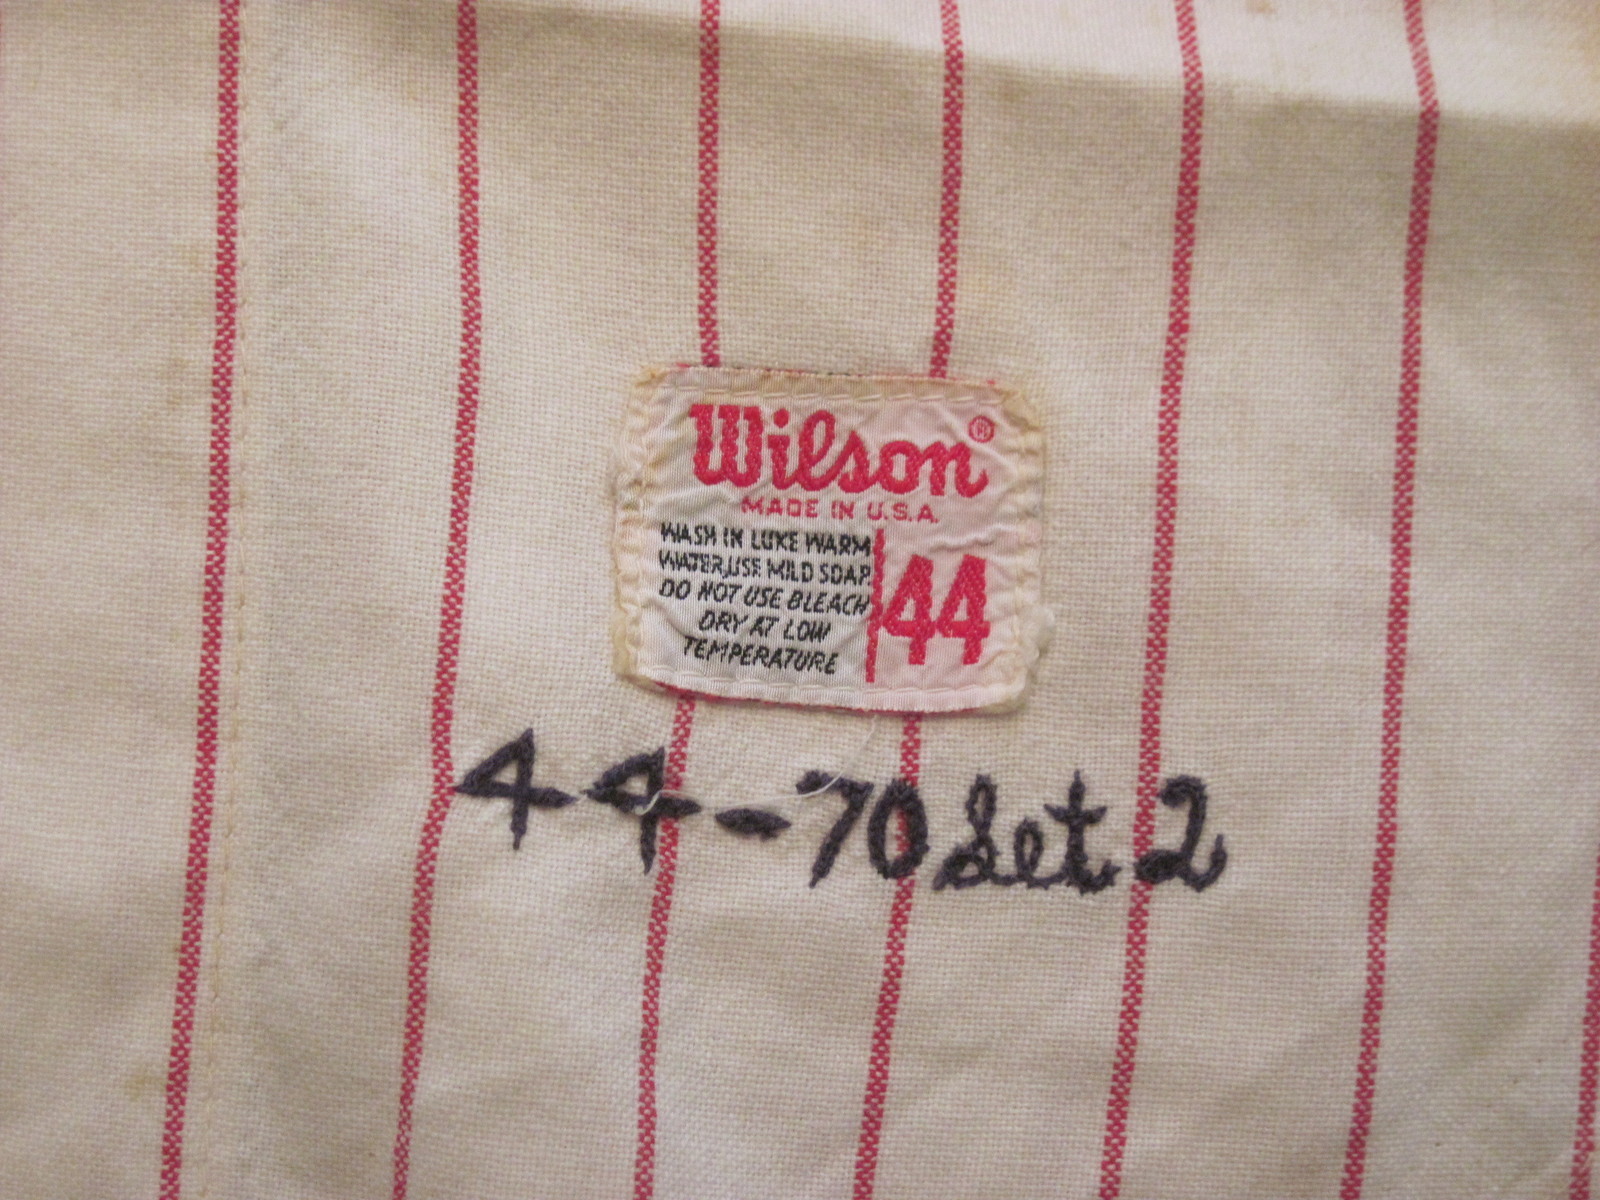 Wilson®
MADE IN U.S.A.
WASH IN LUKE WARM
WATER, USE MILD SOAP.
DO NOT USE BLEACH
DRY AT LOW
TEMPERATURE
44
44-70 Set 2